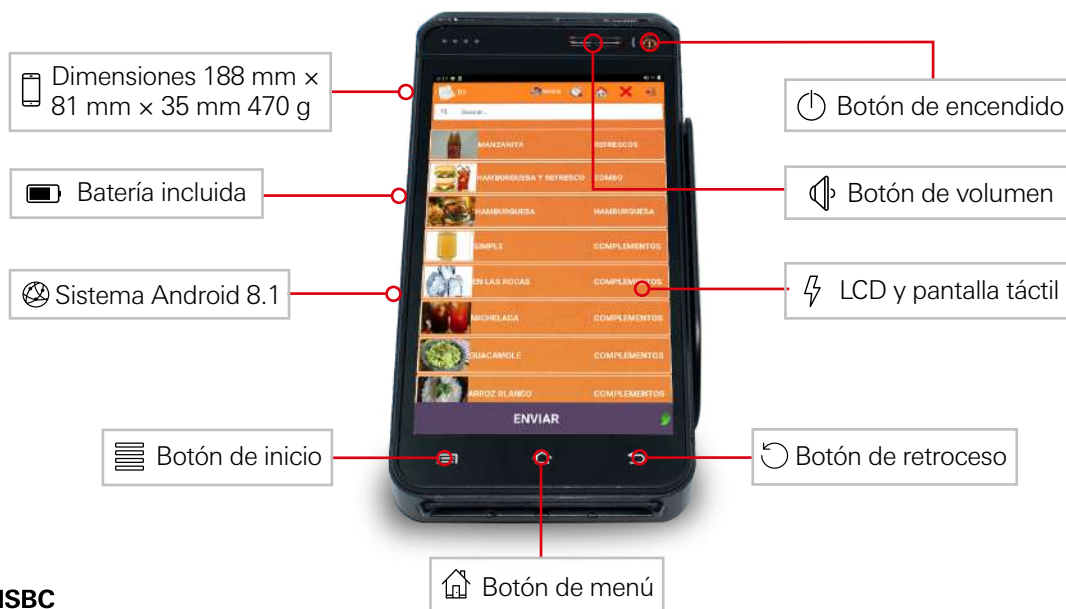 Dimensiones 188 mm ×
81 mm × 35 mm 470 g
Batería incluida
Sistema Android 8.1
Botón de encendido
Botón de volumen
LCD y pantalla táctil
Buscar...
MANZANITA REFRESCOS
HAMBURGUESA Y REFRESCO COMBO
HAMBURGUESA HAMBURGUESA
SIMPLE COMPLEMENTOS
EN LAS ROCAS COMPLEMENTOS
MICHELADA COMPLEMENTOS
GUACAMOLE COMPLEMENTOS
ARROZ BLANCO COMPLEMENTOS
ENVIAR
Botón de inicio
Botón de retroceso
Botón de menú